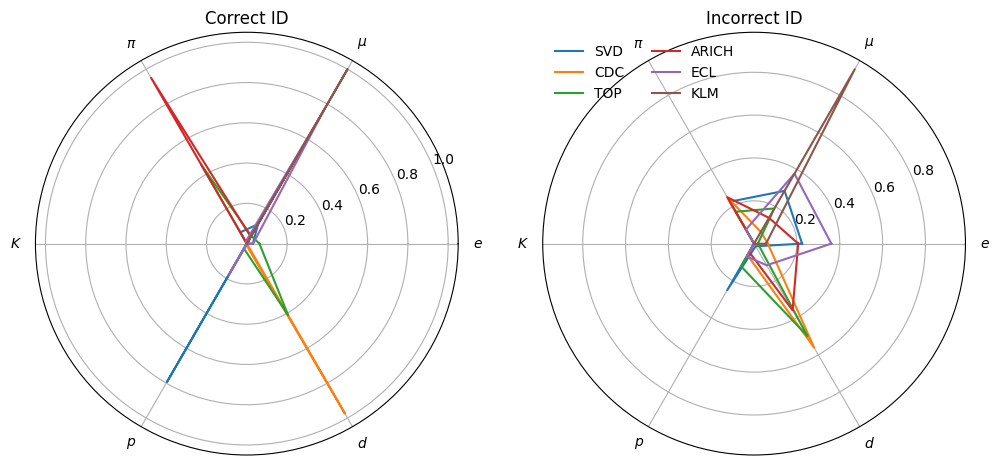 Correct ID
Incorrect ID
π
μ
K
e
p
d
0.2
0.4
0.6
0.8
1.0
π
μ
K
e
p
d
0.2
0.4
0.6
0.8
SVD
CDC
TOP
ARICH
ECL
KLM